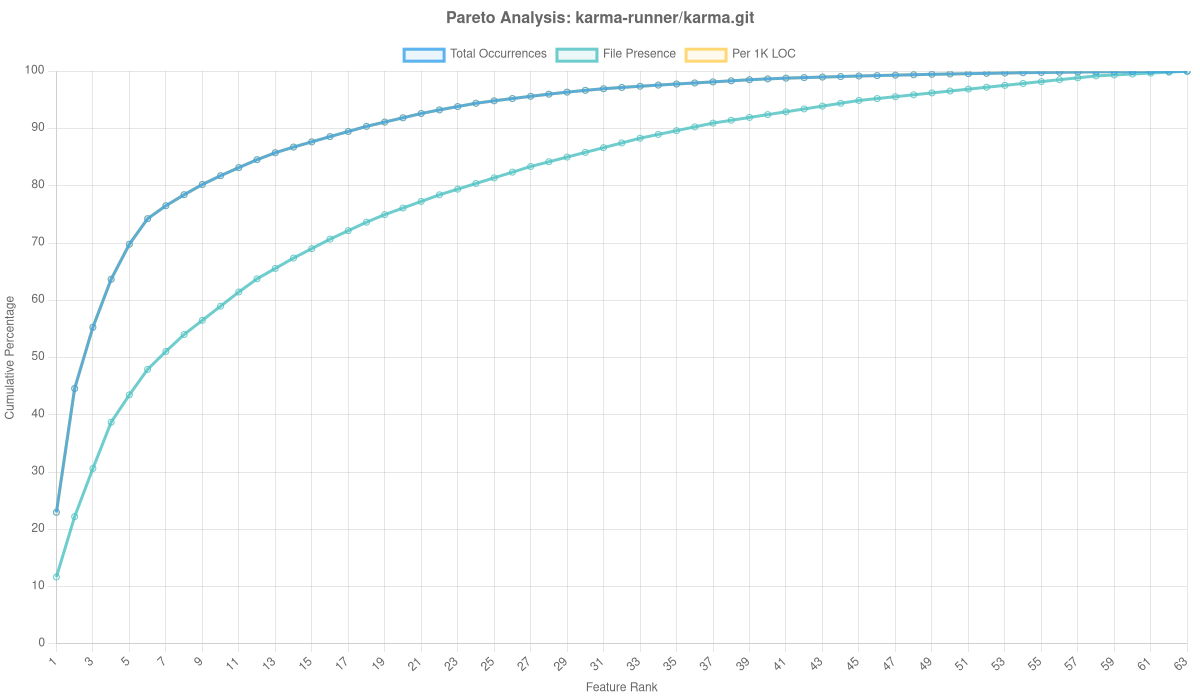 Pareto Analysis: karma-runner/karma.git
Total Occurrences File Presence Per 1K LOC
100
90
80
70
60
50
40
30
20
10
0
Cumulative Percentage
1 3 5 7 9 11 13 15 17 19 21 23 25 27 29 31 33 35 37 39 41 43 45 47 49 51 53 55 57 59 61 63
Feature Rank